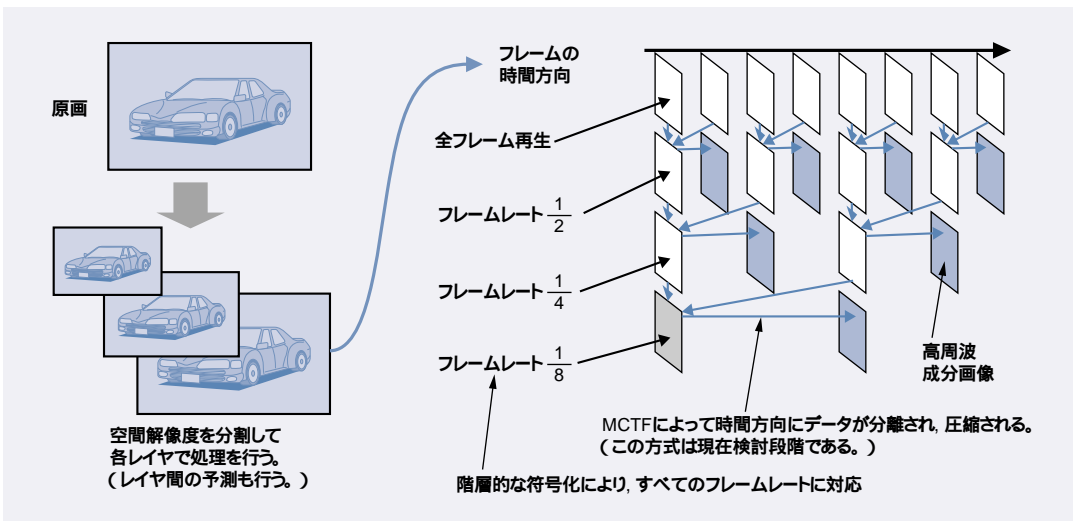 原画
フレームの
時間方向
全フレーム再生
フレームレート 1/2
フレームレート 1/4
フレームレート 1/8
高周波
成分画像
空間解像度を分割して
各レイヤで処理を行う。
(レイヤ間の予測も行う。)
MCTFによって時間方向にデータが分離され, 圧縮される。
(この方式は現在検討段階である。)
階層的な符号化により, すべてのフレームレートに対応